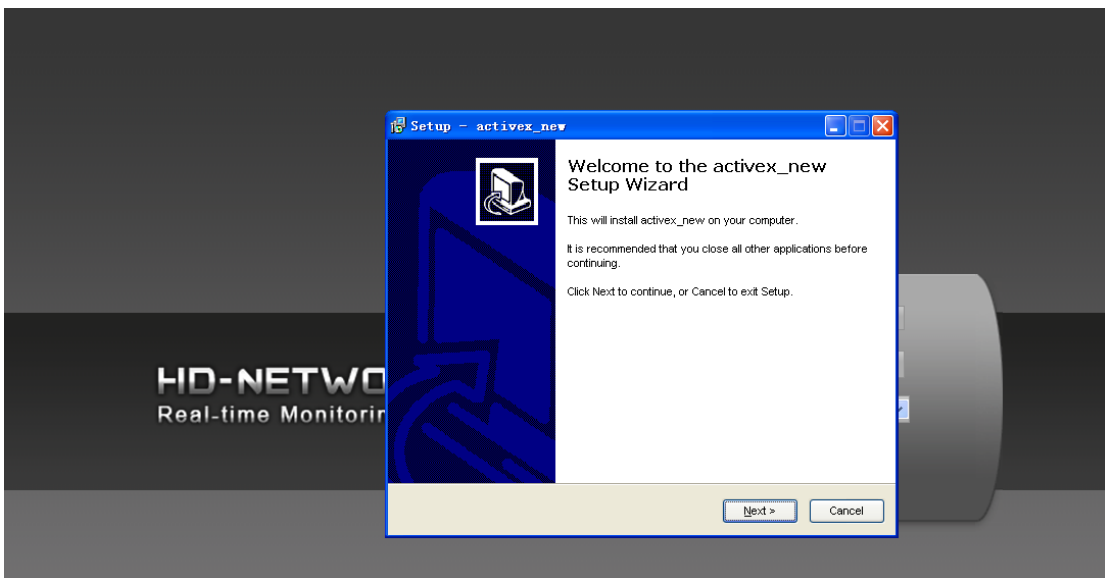 Setup - activex_new
Welcome to the activex_new
Setup Wizard
This will install activex_new on your computer.
It is recommended that you close all other applications before
continuing.
Click Next to continue, or Cancel to exit Setup.
HD-NETWO
Real-time Monitorin
Next >
Cancel